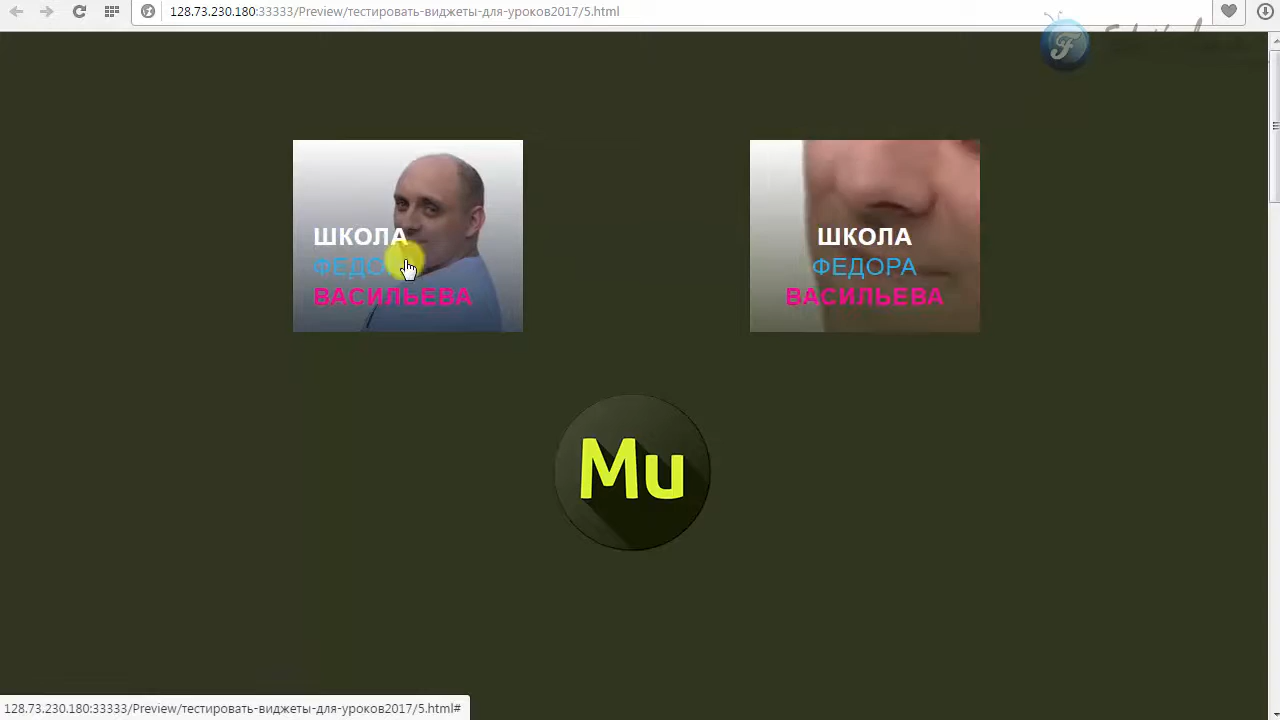 128.73.230.180:33333/Preview/тестировать-виджеты-для-уроков2017/5.html
ШКОЛА
ФЕДО
ВАСИЛЬЕВА
ШКОЛА
ФЕДОРА
ВАСИЛЬЕВА
Mu
128.73.230.180:33333/Preview/тестировать-виджеты-для-уроков2017/5.html#